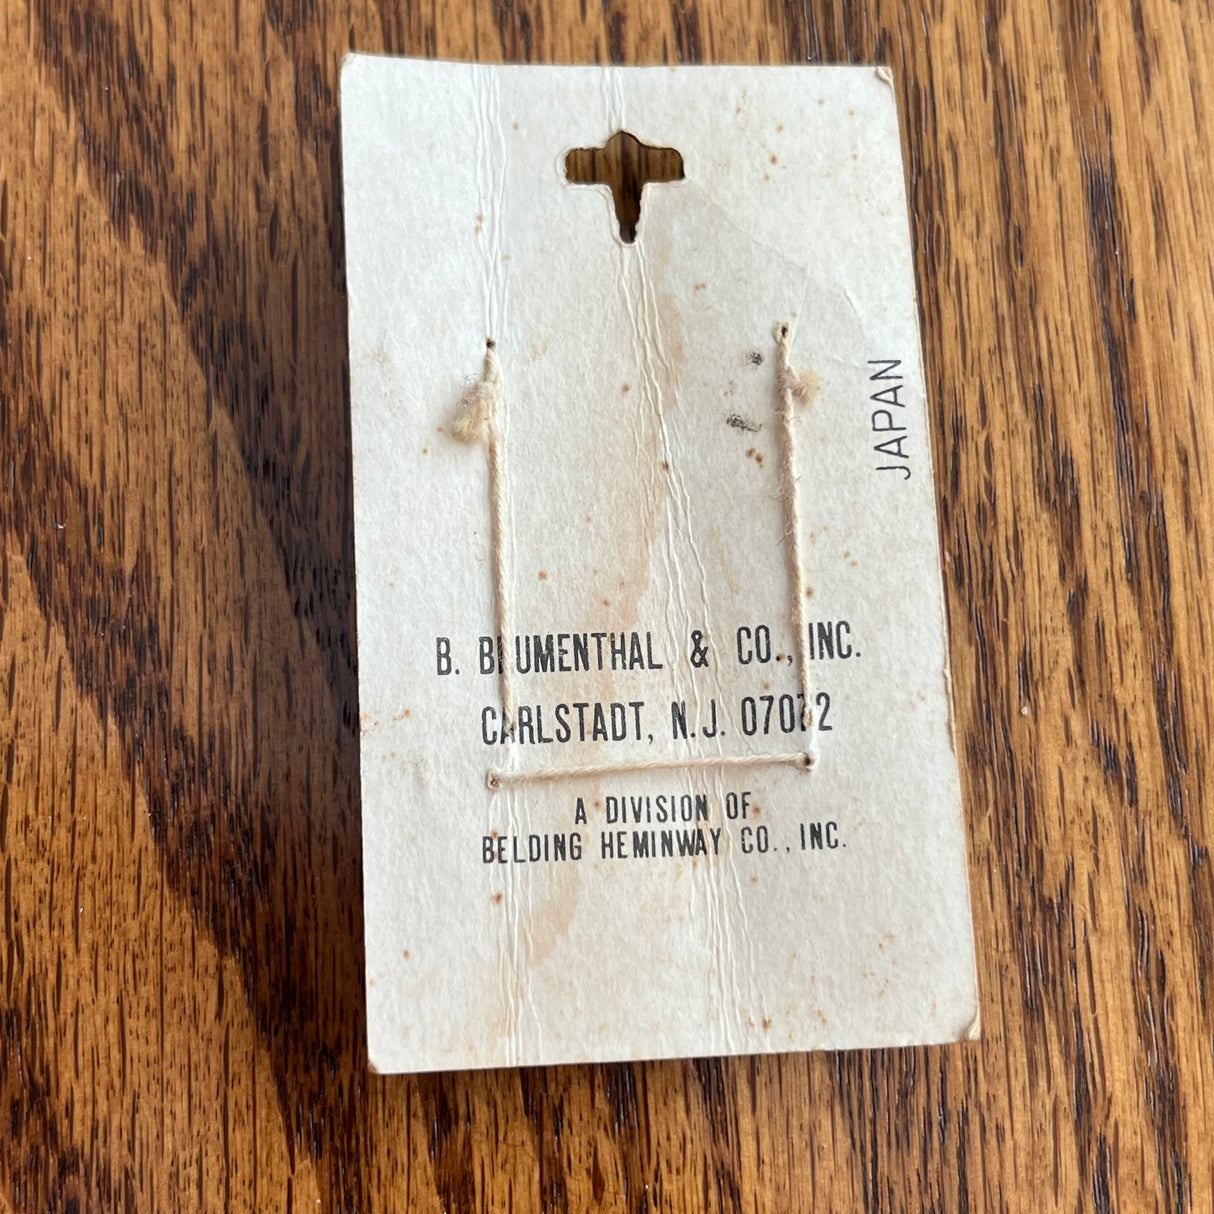 JAPAN
B. BLUMENTHAL & CO., INC.
CARLSTADT, N.J. 07072
A DIVISION OF
BELDING HEMINWAY CO., INC.